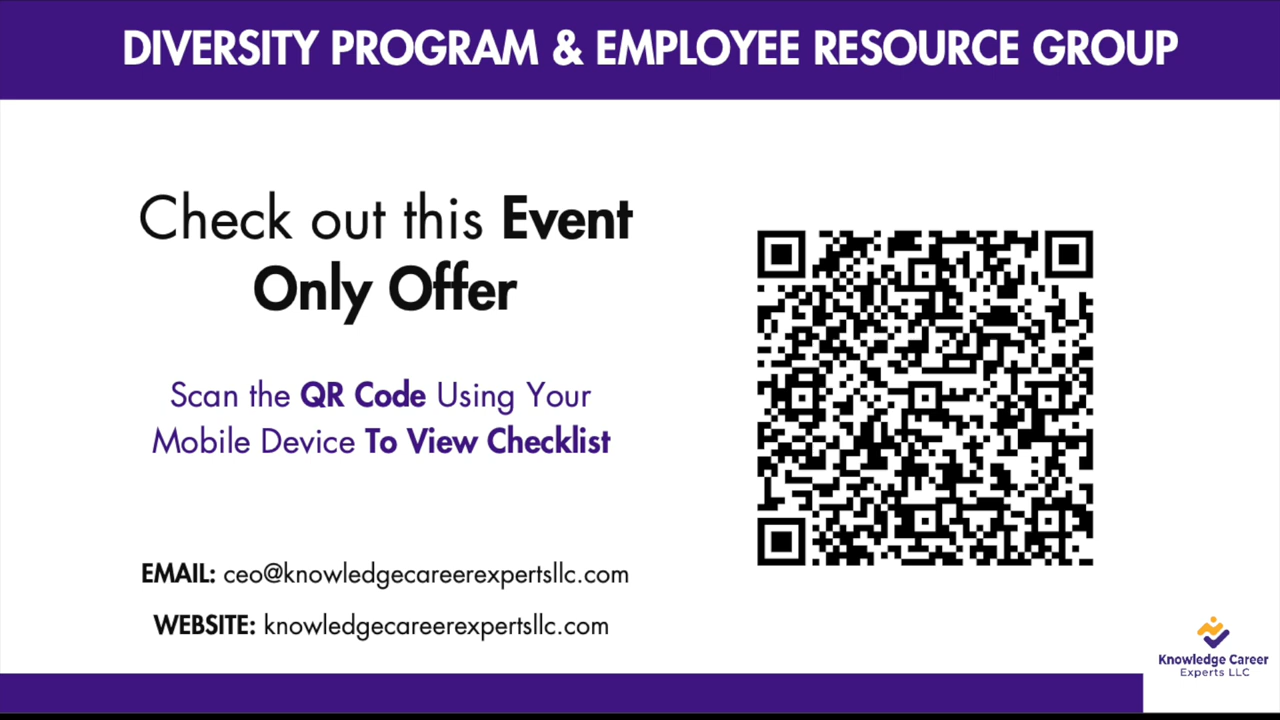 DIVERSITY PROGRAM & EMPLOYEE RESOURCE GROUP
Check out this Event
Only Offer
Scan the QR Code Using Your
Mobile Device To View Checklist
EMAIL: ceo@knowledgecareerexpertsllc.com
WEBSITE: knowledgecareerexpertsllc.com
Knowledge Career
Experts LLC